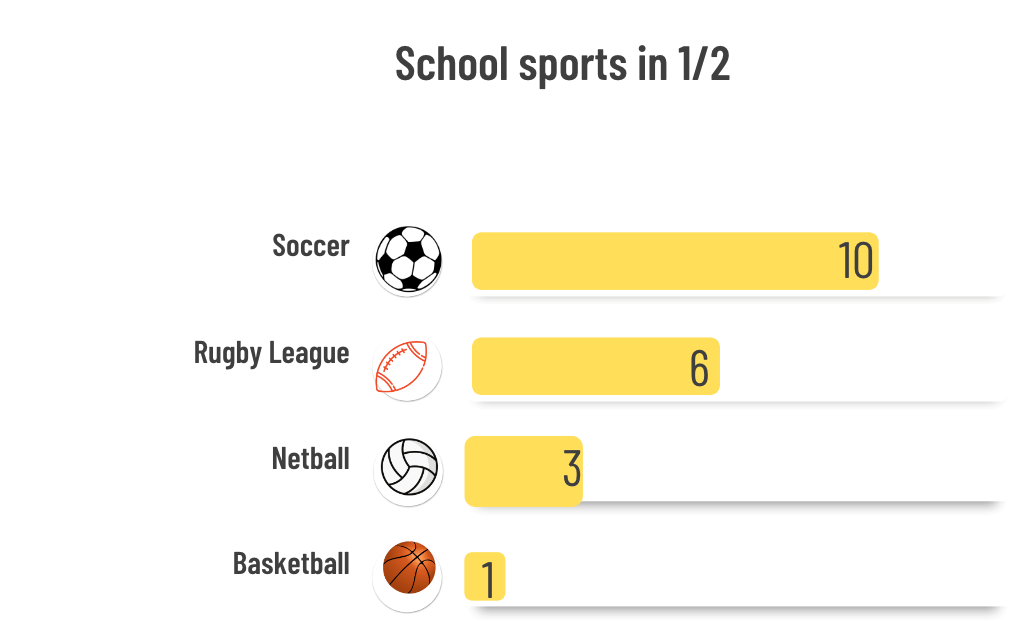 School sports in 1/2
Soccer
10
Rugby League
6
Netball
3
Basketball
1